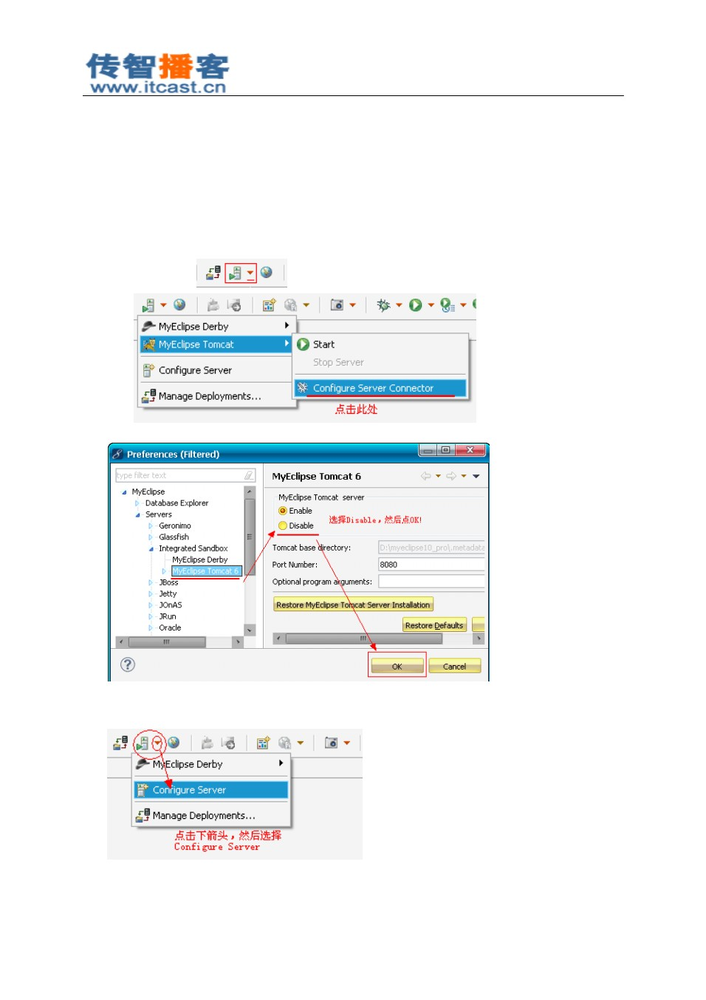 传智播客
www.itcast.cn
MyEclipse Derby
MyEclipse Tomcat
Configure Server
Manage Deployments...
Start
Stop Server
Configure Server Connector
点击此处
Preferences (Filtered)
type filter text
MyEclipse
Database Explorer
Servers
Geronimo
Glassfish
Integrated Sandbox
MyEclipse Derby
MyEclipse Tomcat 6
JBoss
Jetty
JOnAS
JRun
Oracle
MyEclipse Tomcat 6
MyEclipse Tomcat server
Enable
Disable
选择Disable，然后点OK!
Tomcat base directory: D:\myeclipse10_pro\.metadata
Port Number: 8080
Optional program arguments:
Restore MyEclipse Tomcat Server Installation
Restore Defaults
OK
Cancel
MyEclipse Derby
Configure Server
Manage Deployments...
点击下箭头，然后选择
Configure Server